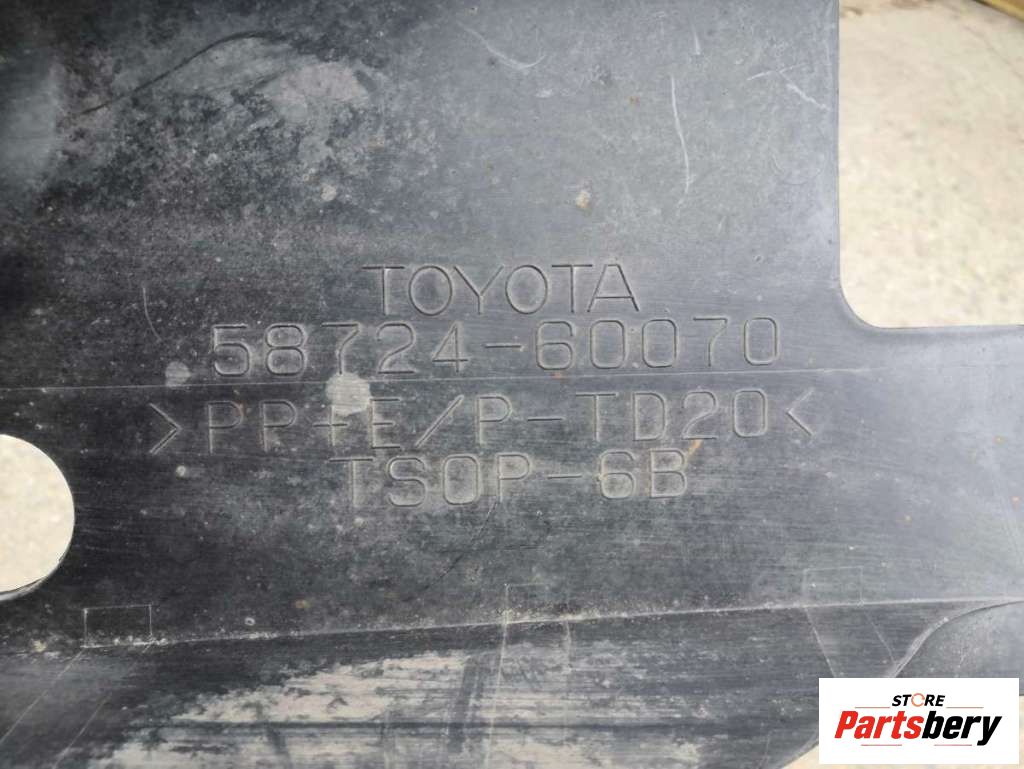 TOYOTA
58724-60070
>PP+E/P-TD20<
TSOP-6B
STORE
Partsbery